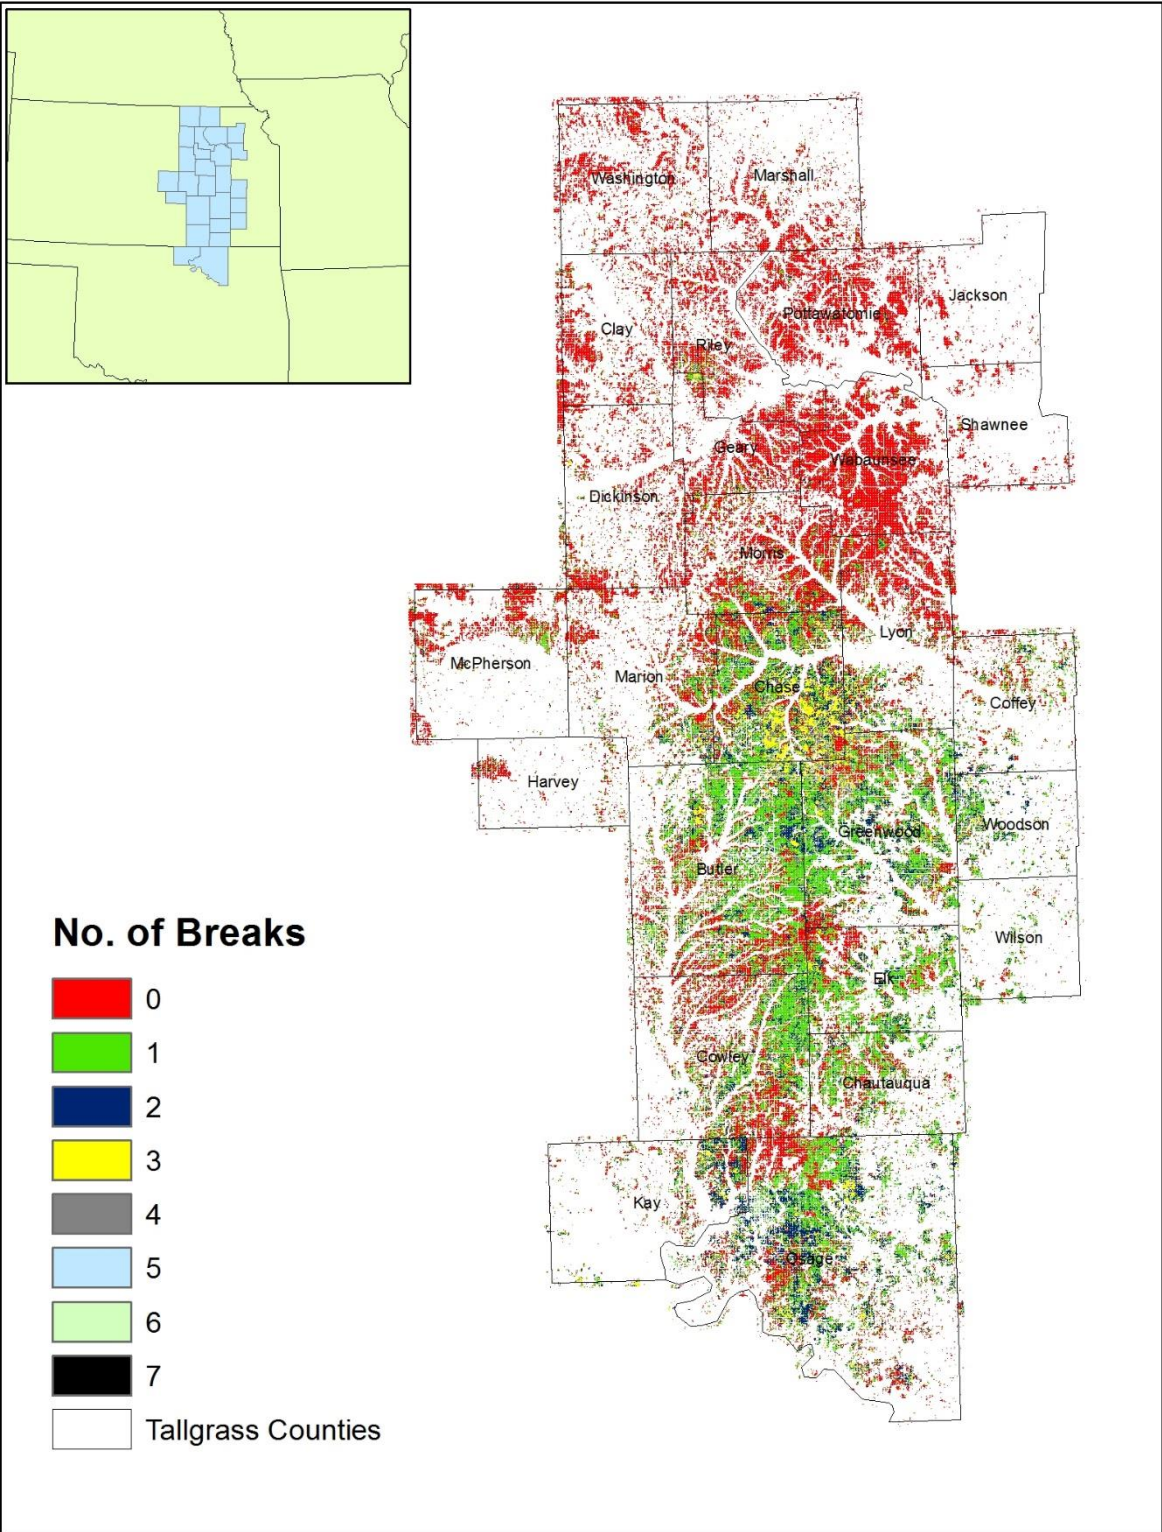 Washington
Marshall
Jackson
Pottawatomie
Clay
Riley
Shawnee
Geary
Wabaunsee
Dickinson
Morris
Lyon
McPherson
Marion
Chase
Coffey
Harvey
Greenwood
Woodson
Butler
Wilson
Elk
Cowley
Chautauqua
Kay
Osage
No. of Breaks
0
1
2
3
4
5
6
7
Tallgrass Counties